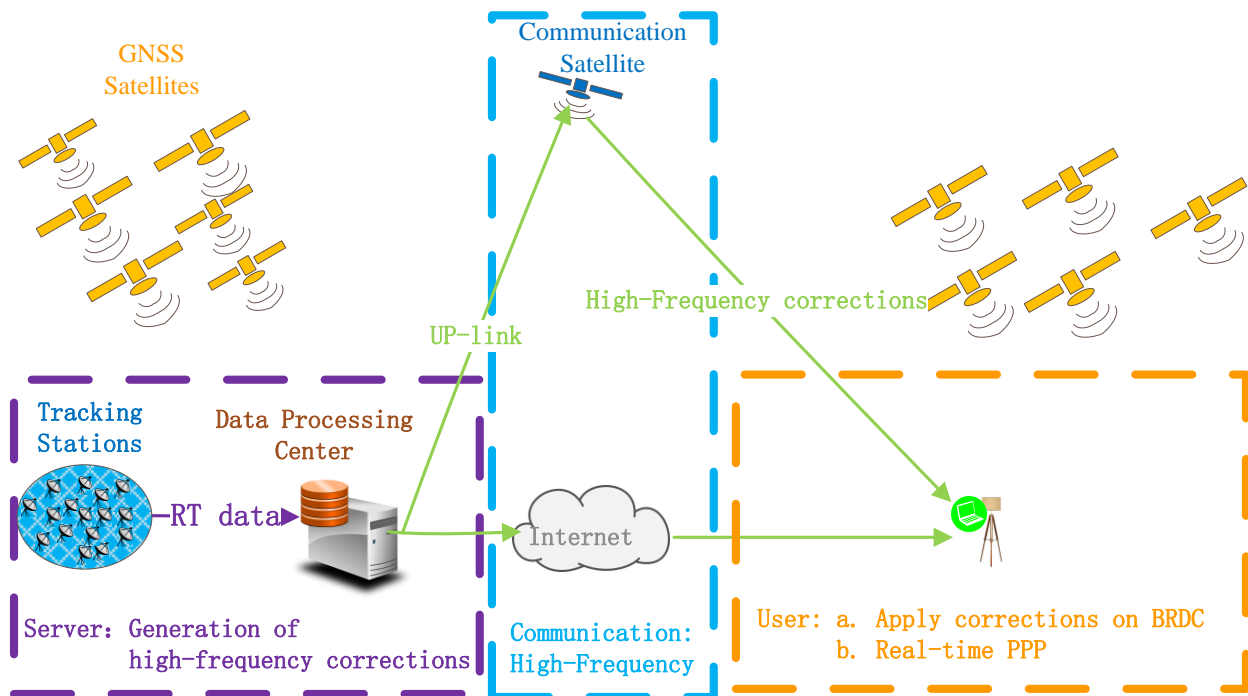 GNSS
Satellites
Communication
Satellite
High-Frequency corrections
UP-link
Tracking
Stations
Data Processing
Center
RT data
Internet
Server: Generation of
high-frequency corrections
Communication:
High-Frequency
User: a. Apply corrections on BRDC
b. Real-time PPP